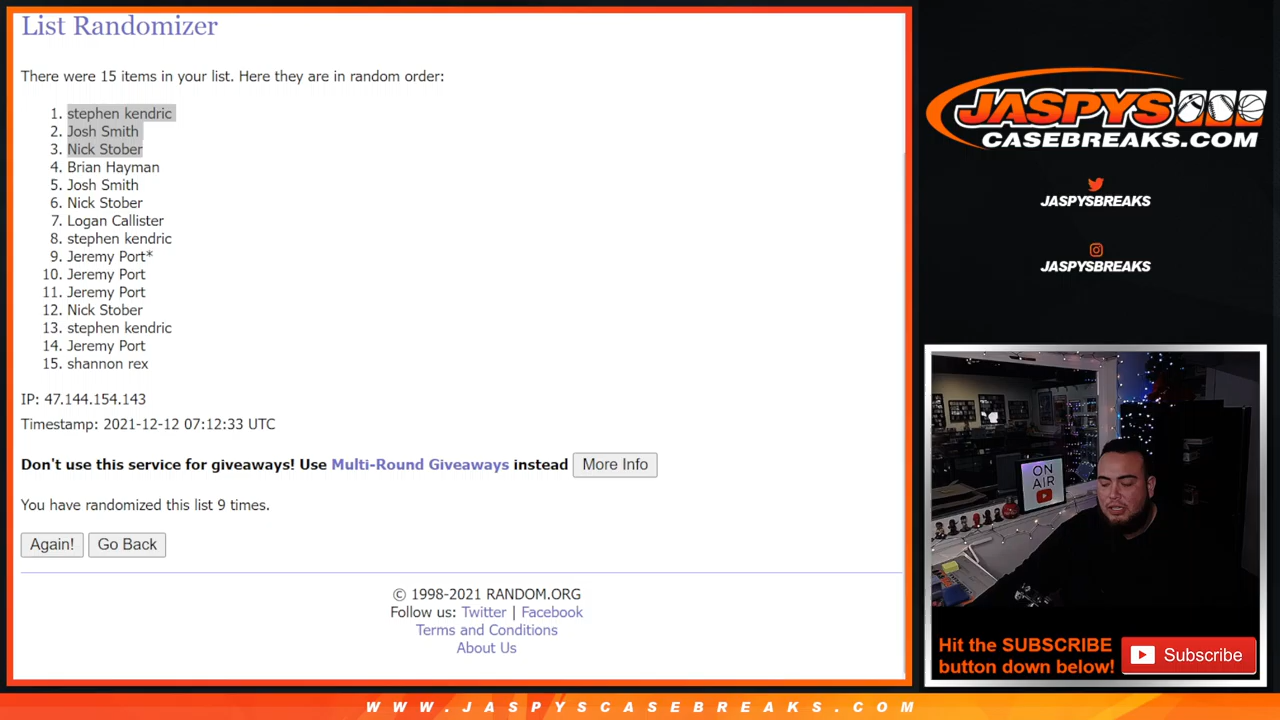 List Randomizer
There were 15 items in your list. Here they are in random order:
1. stephen kendric
2. Josh Smith
3. Nick Stober
4. Brian Hayman
5. Josh Smith
6. Nick Stober
7. Logan Callister
8. stephen kendric
9. Jeremy Port*
10. Jeremy Port
11. Jeremy Port
12. Nick Stober
13. stephen kendric
14. Jeremy Port
15. shannon rex
IP: 47.144.154.143
Timestamp: 2021-12-12 07:12:33 UTC
Don't use this service for giveaways! Use Multi-Round Giveaways instead More Info
You have randomized this list 9 times.
Again! Go Back
© 1998-2021 RANDOM.ORG
Follow us: Twitter | Facebook
Terms and Conditions
About Us
JASPYS
CASEBREAKS.COM
JASPYSBREAKS
JASPYSBREAKS
ON
AIR
Hit the SUBSCRIBE
button down below!
Subscribe
WWW.JASPYSCASEBREAKS.COM